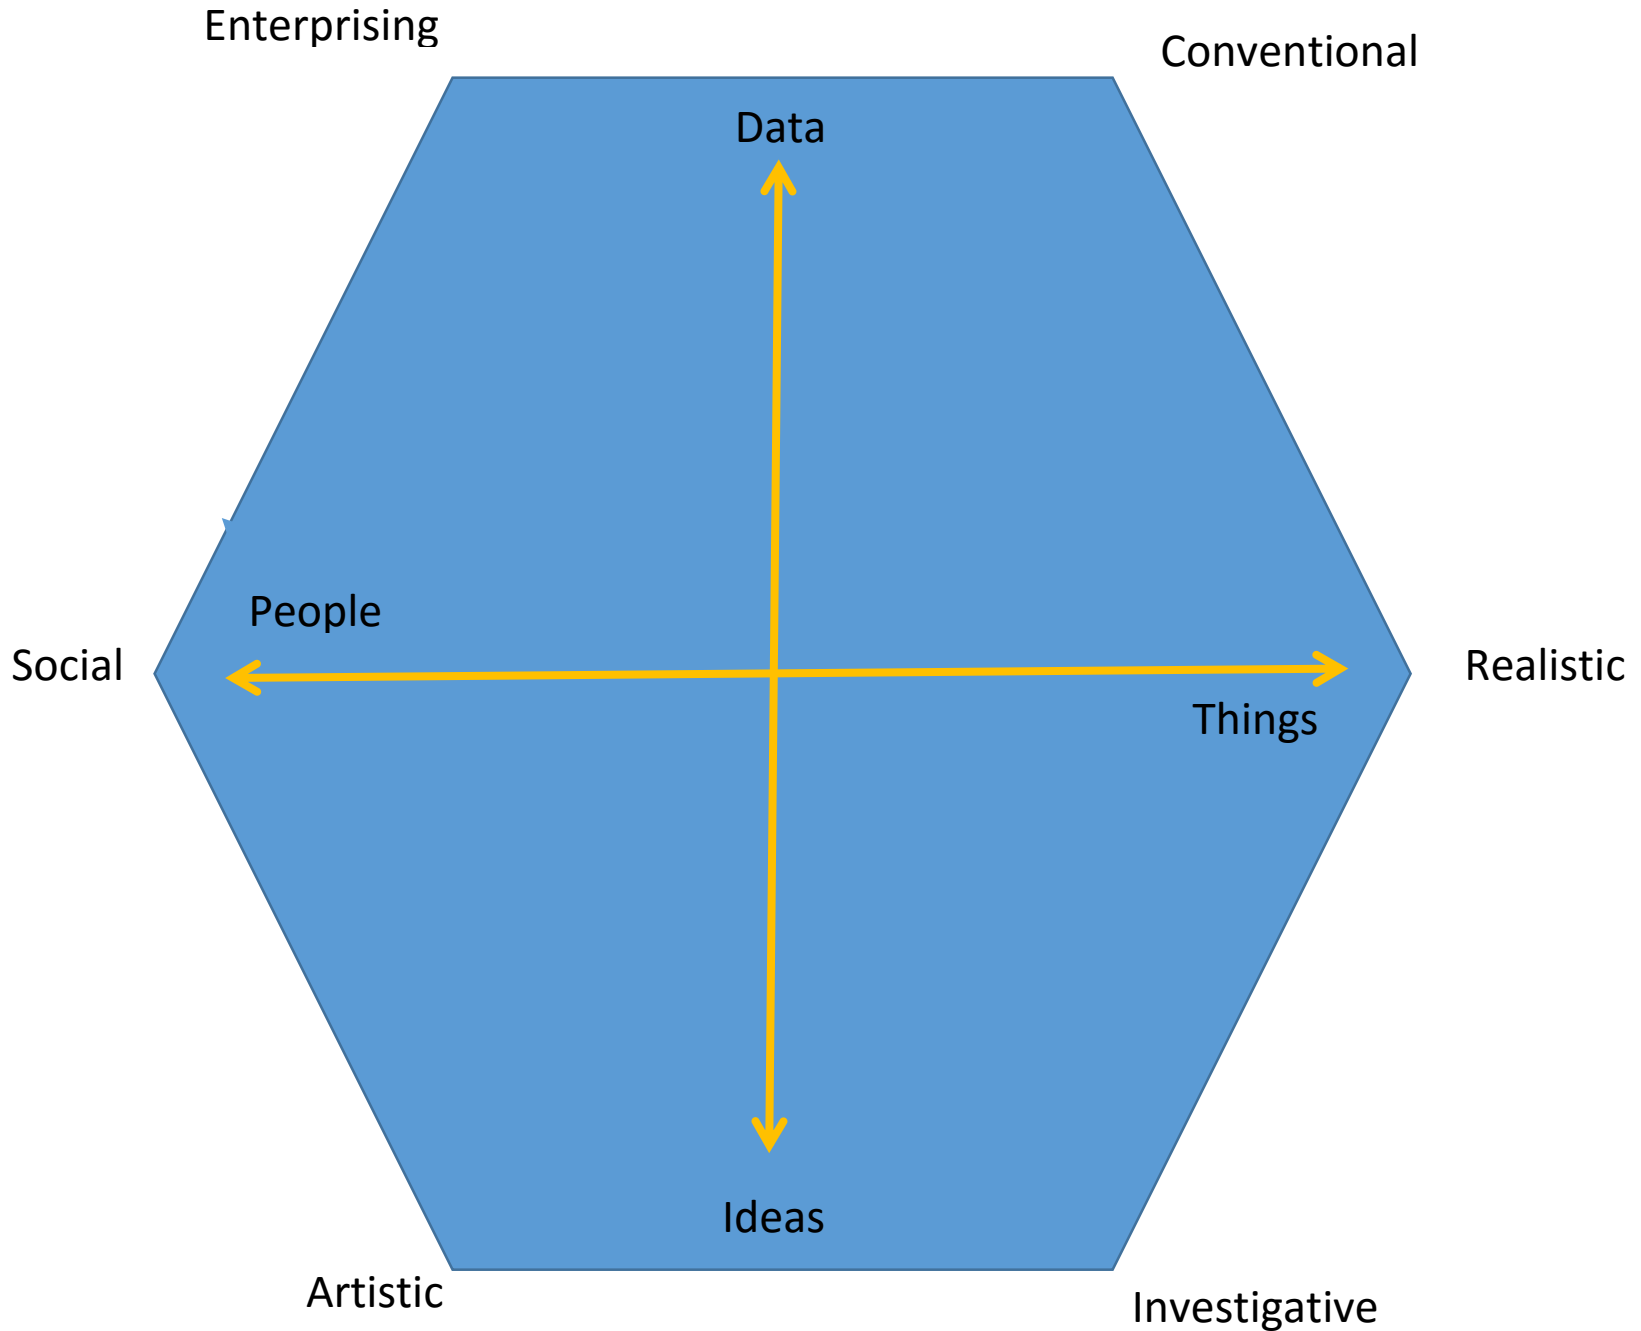 Enterprising
Conventional
Data
People
Social
Realistic
Things
Ideas
Artistic
Investigative